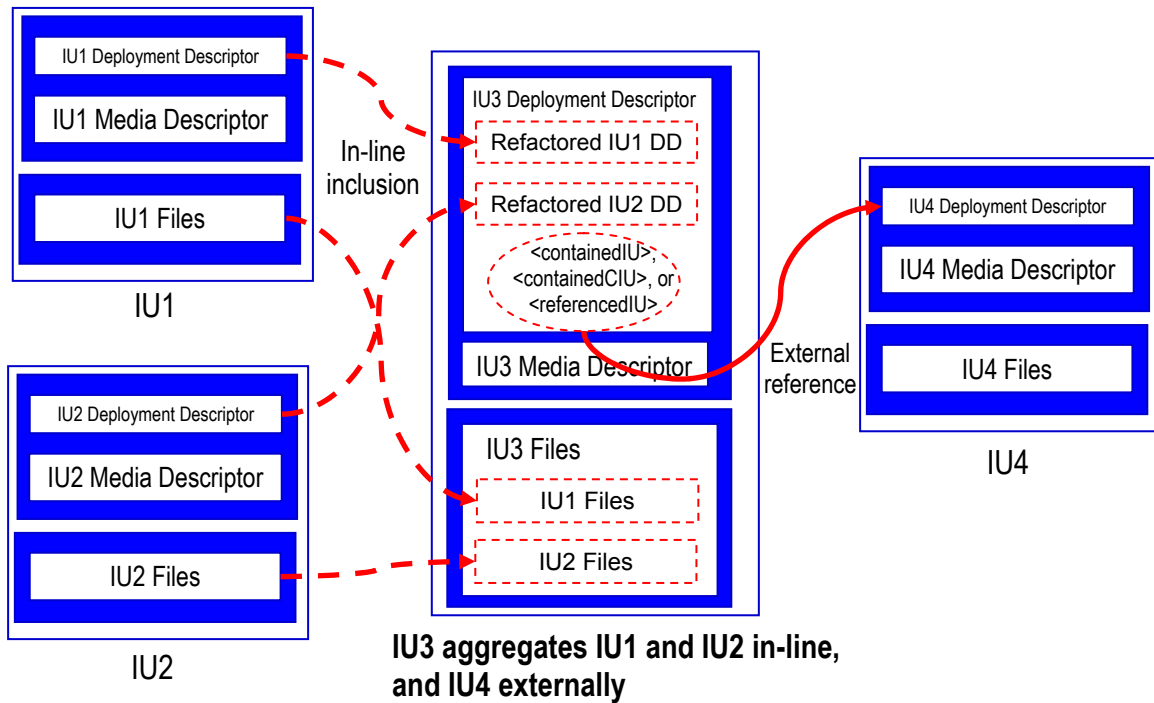 IU1 Deployment Descriptor
IU1 Media Descriptor
IU1 Files
IU1
IU2 Deployment Descriptor
IU2 Media Descriptor
IU2 Files
IU2
In-line
inclusion
IU3 Deployment Descriptor
Refactored IU1 DD
Refactored IU2 DD
<containedIU>,
<containedCIU>, or
<referencedIU>
IU3 Media Descriptor
IU3 Files
IU1 Files
IU2 Files
External
reference
IU4 Deployment Descriptor
IU4 Media Descriptor
IU4 Files
IU4
IU3 aggregates IU1 and IU2 in-line,
and IU4 externally